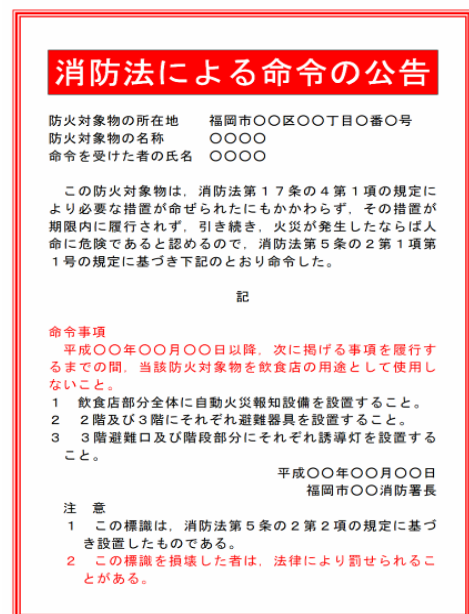 消防法による命令の公告
防火対象物の所在地　福岡市〇〇区〇〇丁目〇番〇号
防火対象物の名称　〇〇〇〇
命令を受けた者の氏名　〇〇〇〇
この防火対象物は，消防法第１７条の４第１項の規定に
より必要な措置が命ぜられたにもかかわらず，その措置が
期限内に履行されず，引き続き，火災が発生したならば人
命に危険であると認めるので，消防法第５条の２第１項第
１号の規定に基づき下記のとおり命令した。
記
命令事項
平成〇〇年〇〇月〇〇日以降，次に掲げる事項を履行す
るまでの間，当該防火対象物を飲食店の用途として使用し
ないこと。
１　飲食店部分全体に自動火災報知設備を設置すること。
２　２階及び３階にそれぞれ避難器具を設置すること。
３　３階避難口及び階段部分にそれぞれ誘導灯を設置する
こと。
平成〇〇年〇〇月〇〇日
福岡市〇〇消防署長
注　意
１　この標識は，消防法第５条の２第２項の規定に基づ
き設置したものである。
２　この標識を損壊した者は，法律により罰せられるこ
とがある。